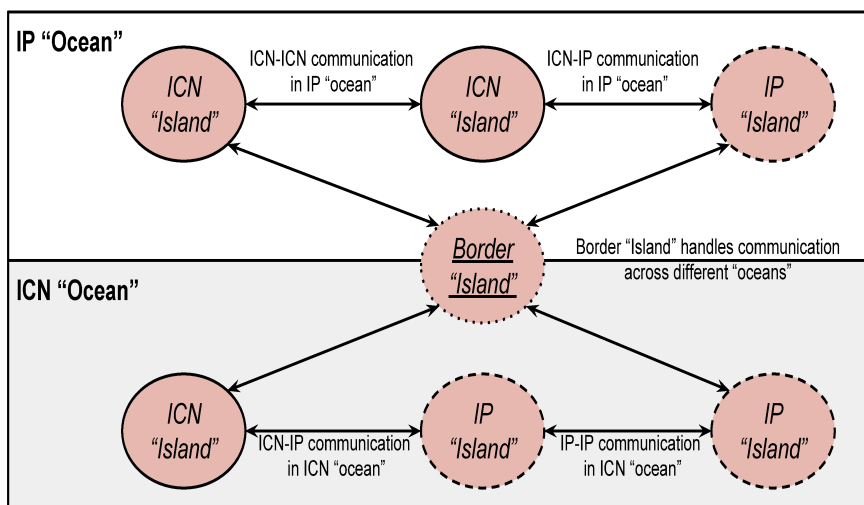 IP “Ocean”
ICN
“Island”
ICN-ICN communication
in IP “ocean”
ICN
“Island”
ICN-IP communication
in IP “ocean”
IP
“Island”
Border
“Island”
Border “Island” handles communication
across different “oceans”
ICN “Ocean”
ICN
“Island”
ICN-IP communication
in ICN “ocean”
IP
“Island”
IP-IP communication
in ICN “ocean”
IP
“Island”